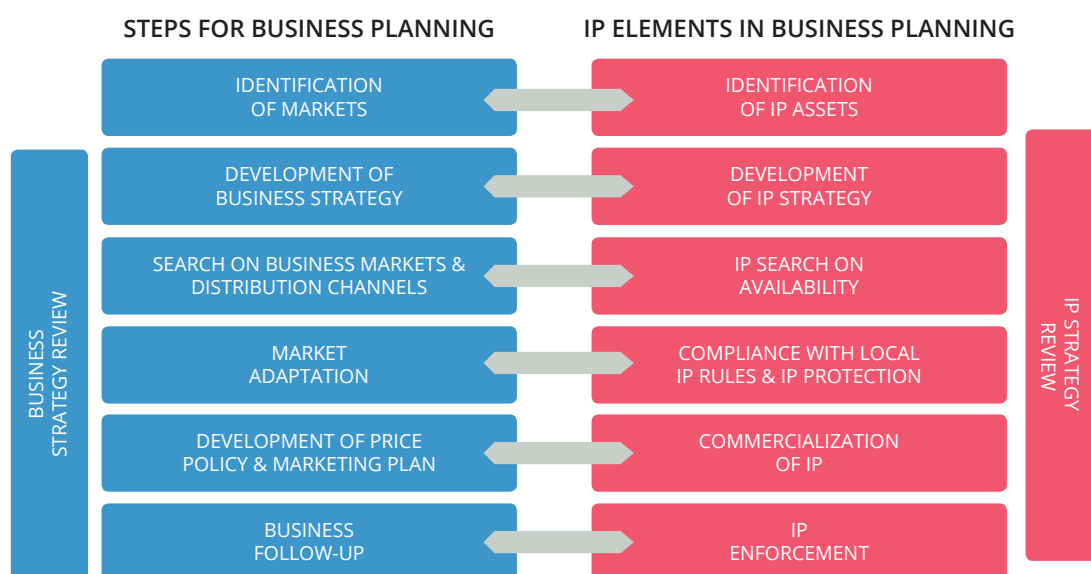 STEPS FOR BUSINESS PLANNING
IP ELEMENTS IN BUSINESS PLANNING
IDENTIFICATION
OF MARKETS
IDENTIFICATION
OF IP ASSETS
DEVELOPMENT OF
BUSINESS STRATEGY
DEVELOPMENT
OF IP STRATEGY
SEARCH ON BUSINESS MARKETS &
DISTRIBUTION CHANNELS
IP SEARCH ON
AVAILABILITY
MARKET
ADAPTATION
COMPLIANCE WITH LOCAL
IP RULES & IP PROTECTION
DEVELOPMENT OF PRICE
POLICY & MARKETING PLAN
COMMERCIALIZATION
OF IP
BUSINESS
FOLLOW-UP
IP
ENFORCEMENT
BUSINESS
STRATEGY REVIEW
IP STRATEGY
REVIEW